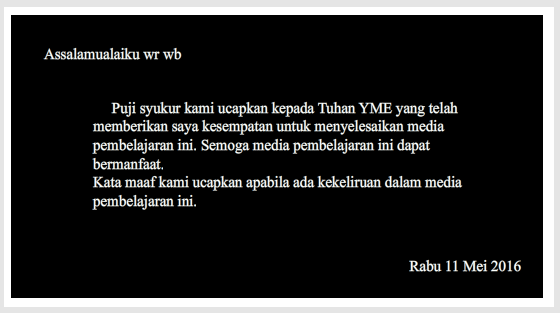 Assalamualaiku wr wb
Puji syukur kami ucapkan kepada Tuhan YME yang telah
memberikan saya kesempatan untuk menyelesaikan media
pembelajaran ini. Semoga media pembelajaran ini dapat
bermanfaat.
Kata maaf kami ucapkan apabila ada kekeliruan dalam media
pembelajaran ini.
Rabu 11 Mei 2016